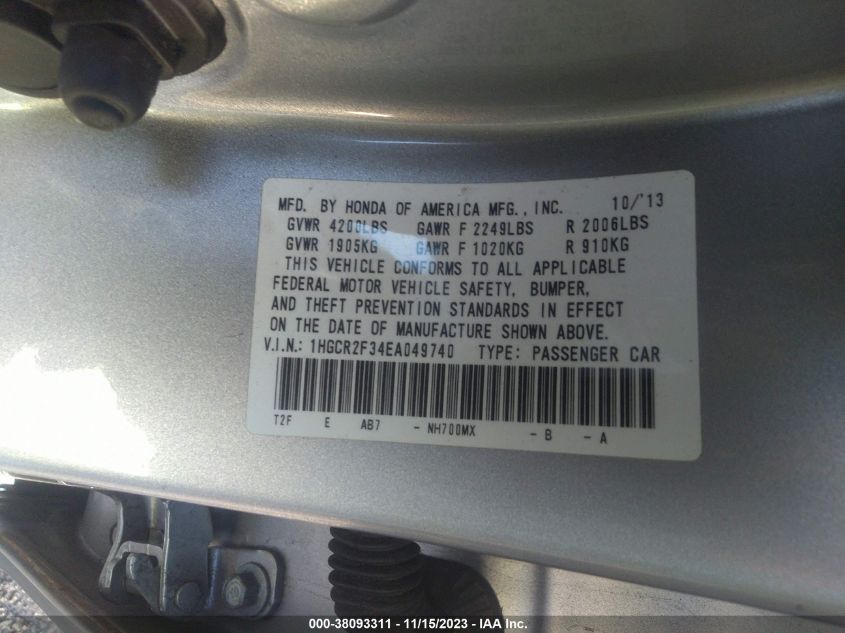 MFD. BY HONDA OF AMERICA MFG., INC. 10/'13
GVWR 4200LBS GAWR F 2249LBS R 2006LBS
GVWR 1905KG GAWR F 1020KG R 910KG
THIS VEHICLE CONFORMS TO ALL APPLICABLE
FEDERAL MOTOR VEHICLE SAFETY, BUMPER,
AND THEFT PREVENTION STANDARDS IN EFFECT
ON THE DATE OF MANUFACTURE SHOWN ABOVE.
V.I.N.: 1HGCR2F34EA049740 TYPE: PASSENGER CAR
T2F E AB7 - NH700MX - B - A
000-38093311 - 11/15/2023 - IAA Inc.